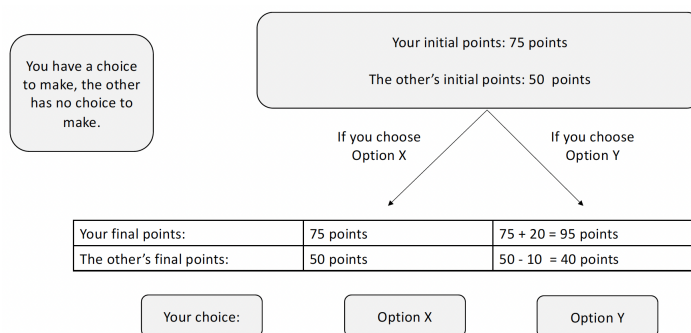 You have a choice
to make, the other
has no choice to
make.
Your initial points: 75 points
The other's initial points: 50 points
If you choose
Option X
If you choose
Option Y
Your final points: 75 points 75 + 20 = 95 points
The other's final points: 50 points 50 - 10 = 40 points
Your choice: Option X Option Y